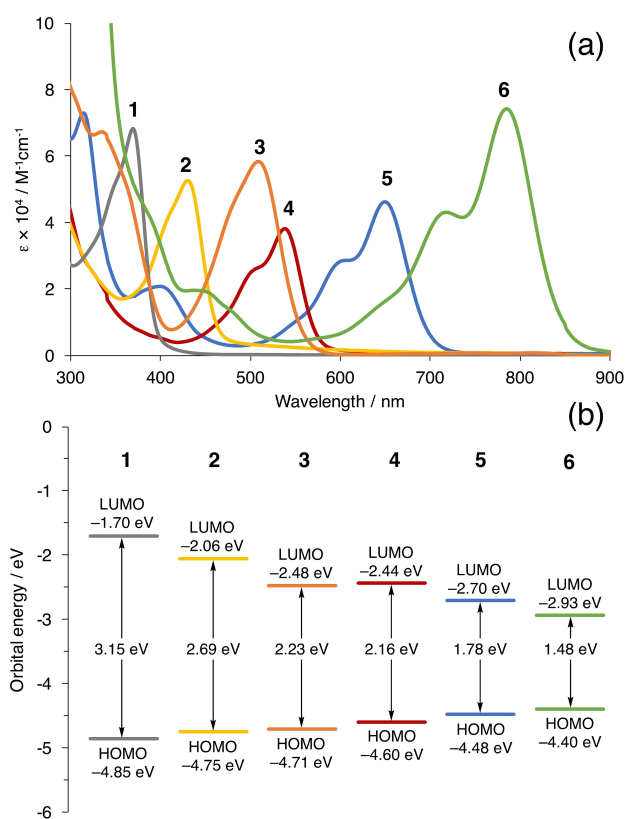 (a)
ε × 10⁴ / M⁻¹cm⁻¹
10
8
6
4
2
0
1
2
3
4
5
6
300 400 500 600 700 800 900
Wavelength / nm
(b)
Orbital energy / eV
0
-1
-2
-3
-4
-5
-6
1 2 3 4 5 6
LUMO
–1.70 eV
3.15 eV
HOMO
–4.85 eV
LUMO
–2.06 eV
2.69 eV
HOMO
–4.75 eV
LUMO
–2.48 eV
2.23 eV
HOMO
–4.71 eV
LUMO
–2.44 eV
2.16 eV
HOMO
–4.60 eV
LUMO
–2.70 eV
1.78 eV
HOMO
–4.48 eV
LUMO
–2.93 eV
1.48 eV
HOMO
–4.40 eV